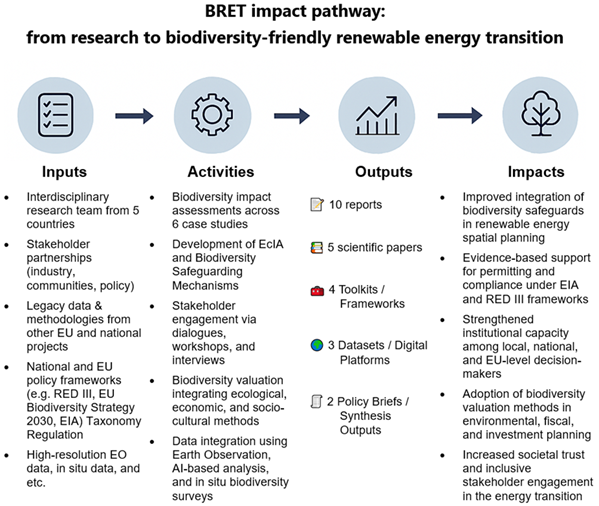 BRET impact pathway:
from research to biodiversity-friendly renewable energy transition
Inputs
• Interdisciplinary
research team from 5
countries
• Stakeholder
partnerships
(industry,
communities, policy)
• Legacy data &
methodologies from
other EU and national
projects
• National and EU
policy frameworks
(e.g. RED III, EU
Biodiversity Strategy
2030, EIA) Taxonomy
Regulation
• High-resolution EO
data, in situ data, and
etc.
Activities
• Biodiversity impact
assessments across
6 case studies
• Development of EcIA
and Biodiversity
Safeguarding
Mechanisms
• Stakeholder
engagement via
dialogues,
workshops, and
interviews
• Biodiversity valuation
integrating ecological,
economic, and socio-
cultural methods
• Data integration using
Earth Observation,
AI-based analysis,
and in situ biodiversity
surveys
Outputs
10 reports
5 scientific papers
4 Toolkits /
Frameworks
3 Datasets / Digital
Platforms
2 Policy Briefs /
Synthesis
Outputs
Impacts
• Improved integration of
biodiversity safeguards
in renewable energy
spatial planning
• Evidence-based support
for permitting and
compliance under EIA
and RED III frameworks
• Strengthened
institutional capacity
among local, national,
and EU-level decision-
makers
• Adoption of biodiversity
valuation methods in
environmental, fiscal,
and investment planning
• Increased societal trust
and inclusive
stakeholder engagement
in the energy transition